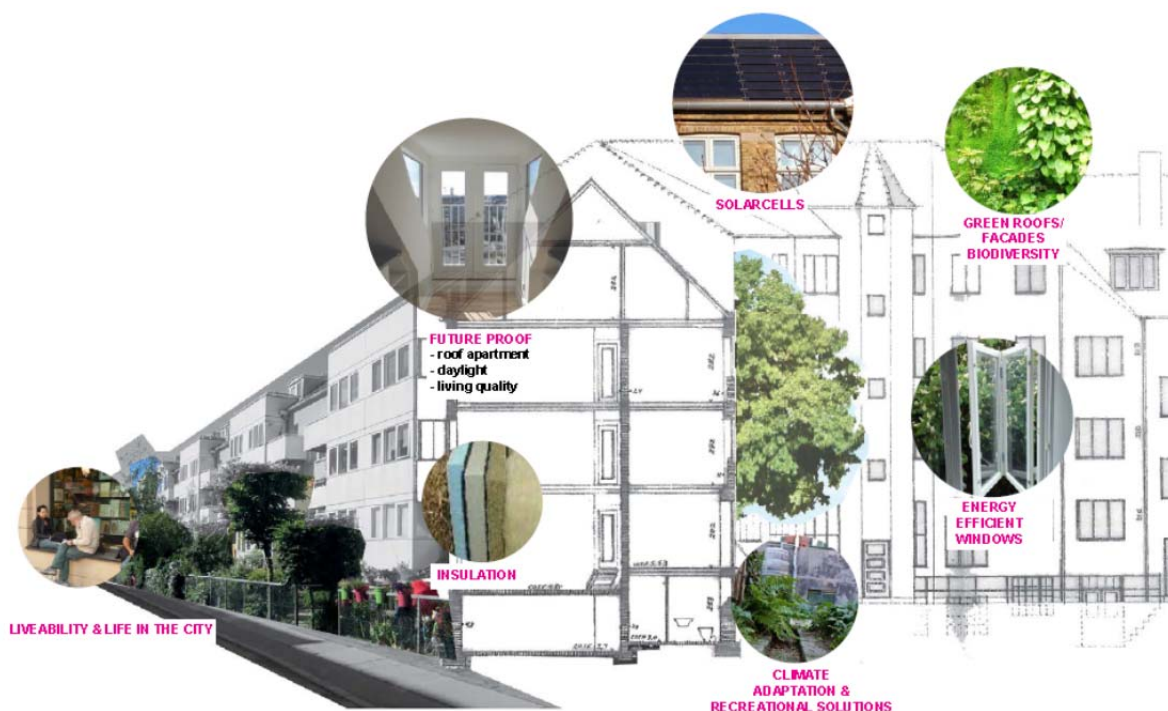 SOLARCELLS
GREEN ROOFS/
FACADES
BIODIVERSITY
FUTURE PROOF
- roof apartment
- daylight
- living quality
ENERGY
EFFICIENT
WINDOWS
INSULATION
LIVEABILITY & LIFE IN THE CITY
CLIMATE
ADAPTATION &
RECREATIONAL SOLUTIONS